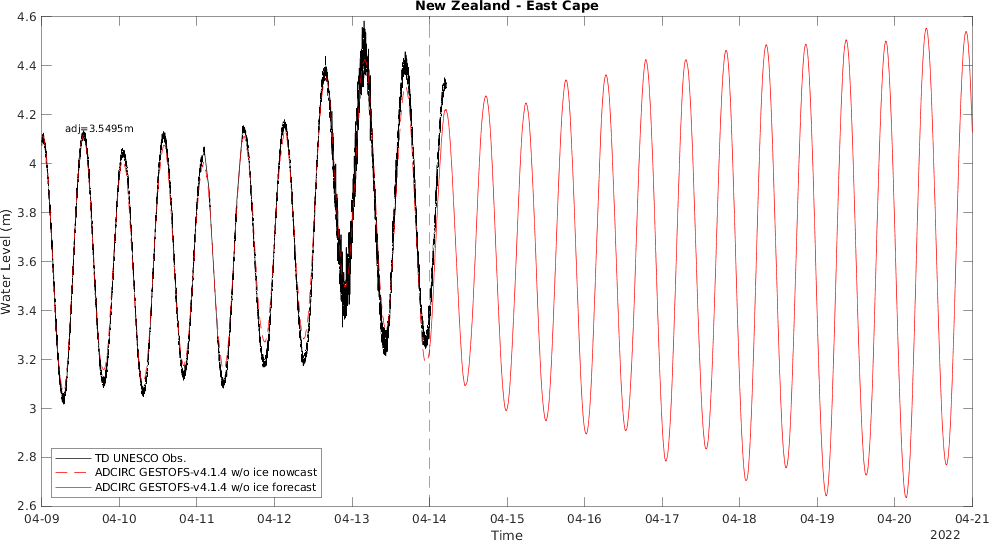 New Zealand - East Cape
4.6
4.4
4.2
4
3.8
3.6
3.4
3.2
3
2.8
2.6
Water Level (m)
adj=3.5495m
TD UNESCO Obs.
ADCIRC GESTOFS-v4.1.4 w/o ice nowcast
ADCIRC GESTOFS-v4.1.4 w/o ice forecast
04-09 04-10 04-11 04-12 04-13 04-14 04-15 04-16 04-17 04-18 04-19 04-20 04-21
Time
2022